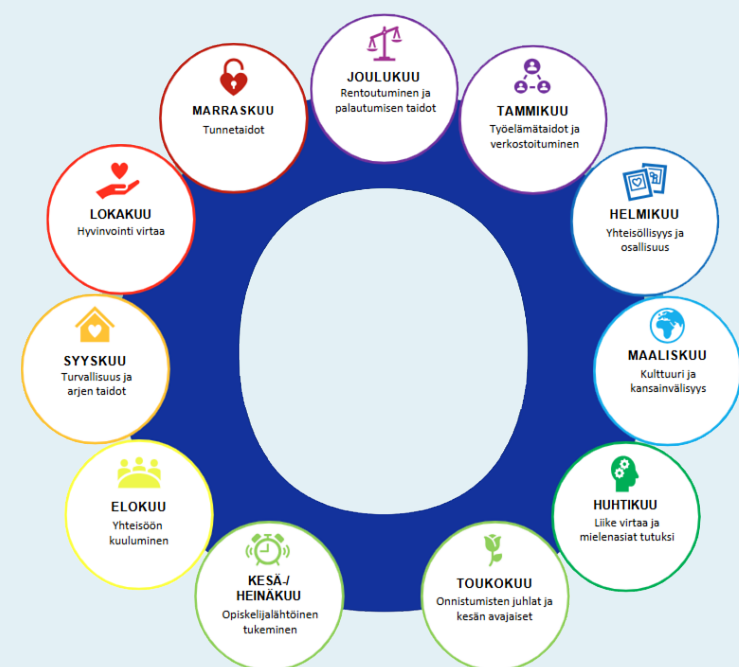 JOULUKUU
Rentoutuminen ja
palautumisen taidot
TAMMIKUU
Työelämätaidot ja
verkostoituminen
HELMIKUU
Yhteisöllisyys ja
osallisuus
MAALISKUU
Kulttuuri ja
kansainvälisyys
HUHTIKUU
Liike virtaa ja
mielenasiat tutuksi
TOUKOKUU
Onnistumisten juhlat ja
kesän avajaiset
KESÄ-/
HEINÄKUU
Opiskelijalähtöinen
tukeminen
ELOKUU
Yhteisöön
kuuluminen
SYYSKUU
Turvallisuus ja
arjen taidot
LOKAKUU
Hyvinvointi virtaa
MARRASKUU
Tunnetaidot